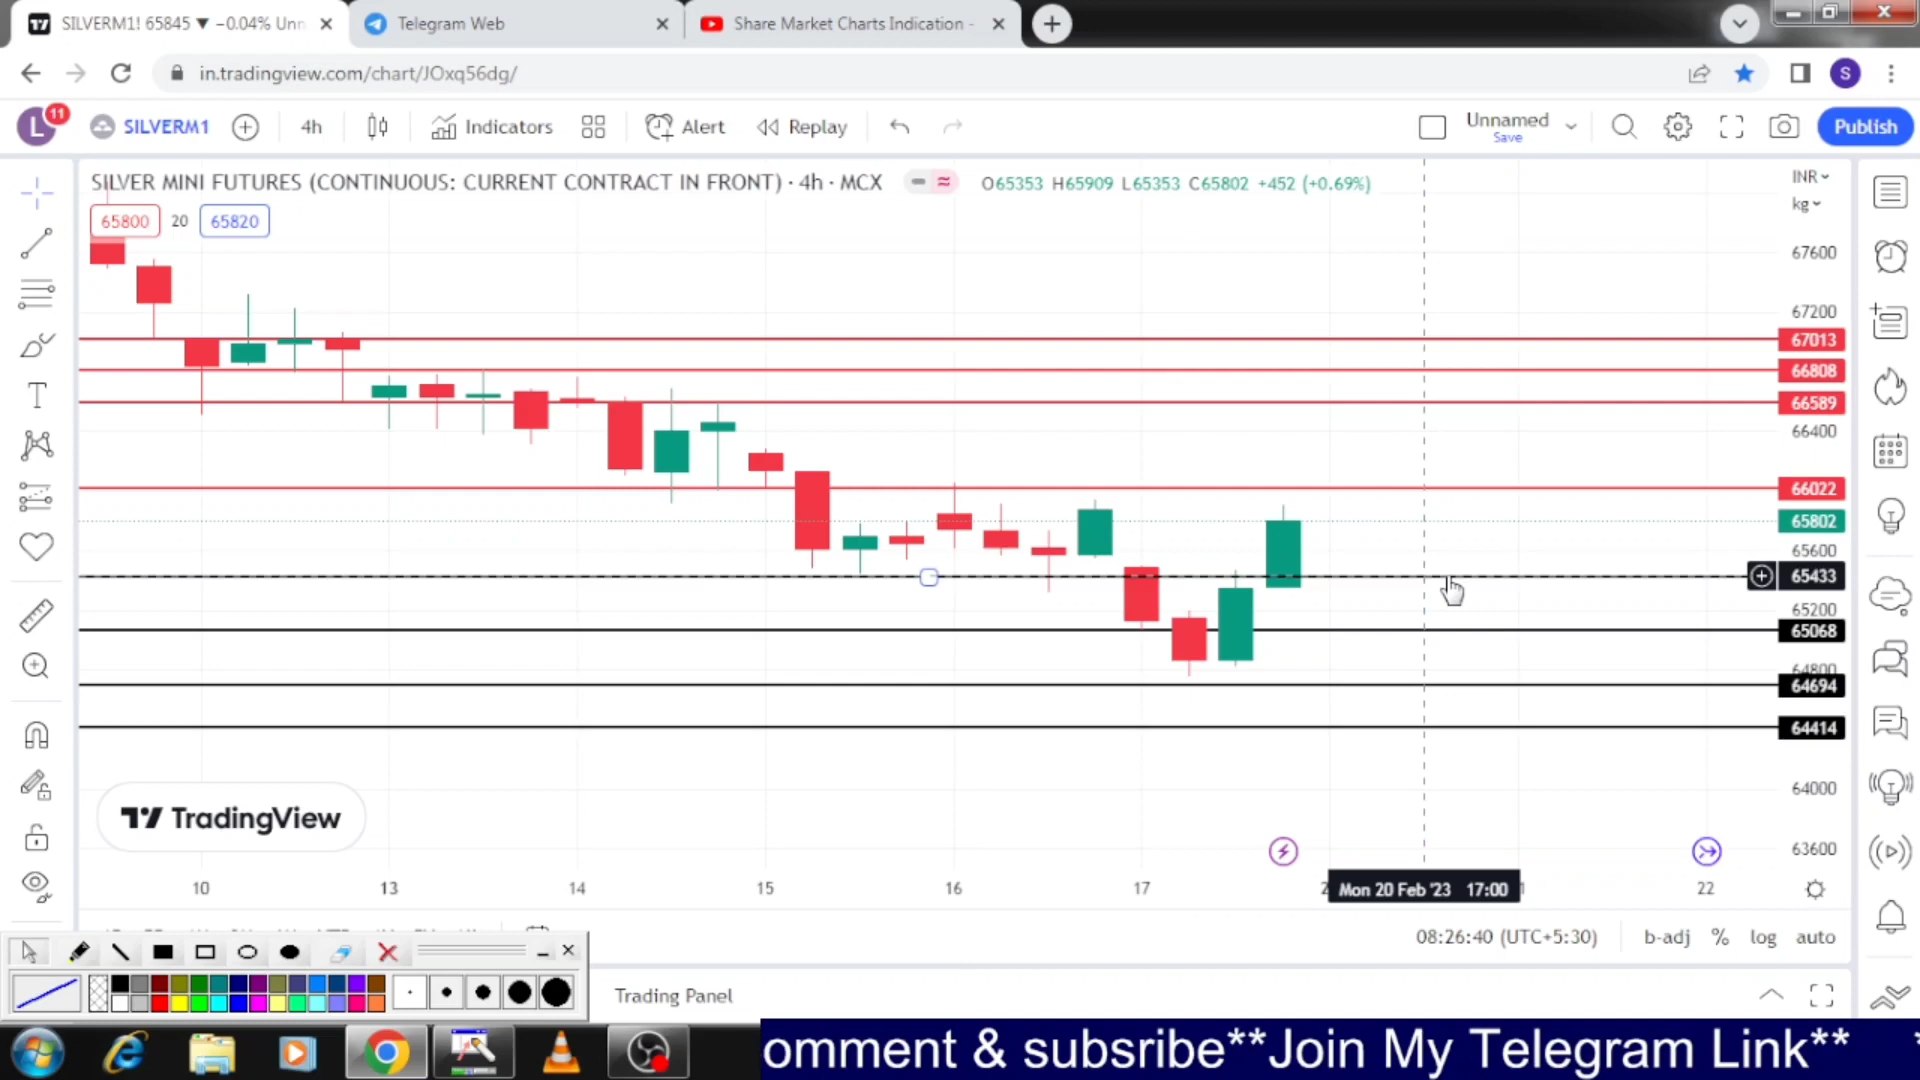 SILVERM1! 65845 ▼ −0.04% Unn
Telegram Web
Share Market Charts Indication -
in.tradingview.com/chart/JOxq56dg/
S
L
11
SILVERM1
4h
Indicators
Alert
Replay
Unnamed
Save
Publish
SILVER MINI FUTURES (CONTINUOUS: CURRENT CONTRACT IN FRONT) · 4h · MCX
O65353 H65909 L65353 C65802 +452 (+0.69%)
INR
kg
65800
20
65820
67600
67200
67013
66808
66589
66400
66022
65802
65600
65433
65200
65068
64800
64694
64414
64000
63600
TradingView
10
13
14
15
16
17
Mon 20 Feb '23 17:00
22
08:26:40 (UTC+5:30)
b-adj
%
log
auto
Trading Panel
omment & subsribe**Join My Telegram Link**